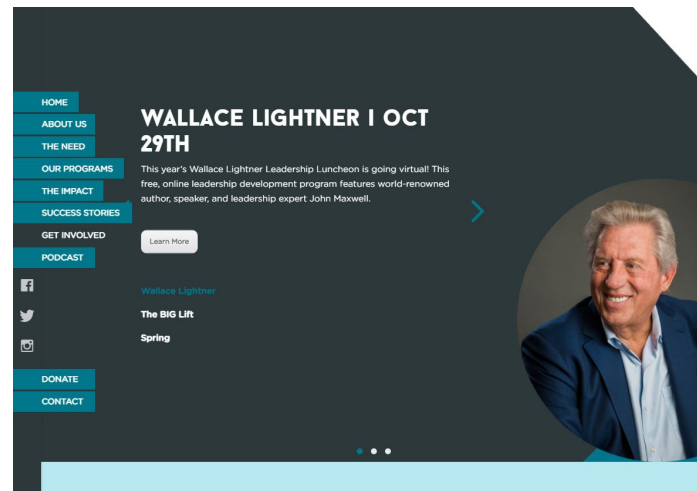 HOME
ABOUT US
THE NEED
OUR PROGRAMS
THE IMPACT
SUCCESS STORIES
GET INVOLVED
PODCAST
DONATE
CONTACT
WALLACE LIGHTNER | OCT
29TH
This year's Wallace Lightner Leadership Luncheon is going virtual! This
free, online leadership development program features world-renowned
author, speaker, and leadership expert John Maxwell.
Learn More
Wallace Lightner
The BIG Lift
Spring